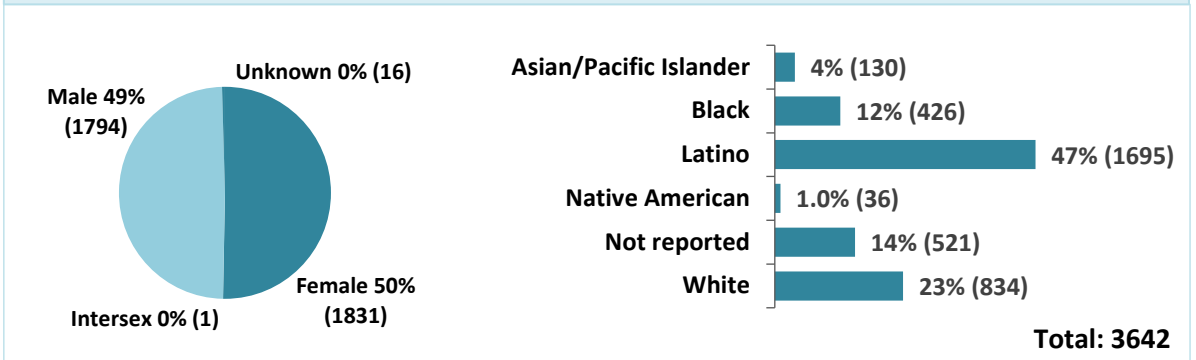 Unknown 0% (16)
Male 49%
(1794)
Female 50%
(1831)
Intersex 0% (1)
Asian/Pacific Islander 4% (130)
Black 12% (426)
Latino 47% (1695)
Native American 1.0% (36)
Not reported 14% (521)
White 23% (834)
Total: 3642